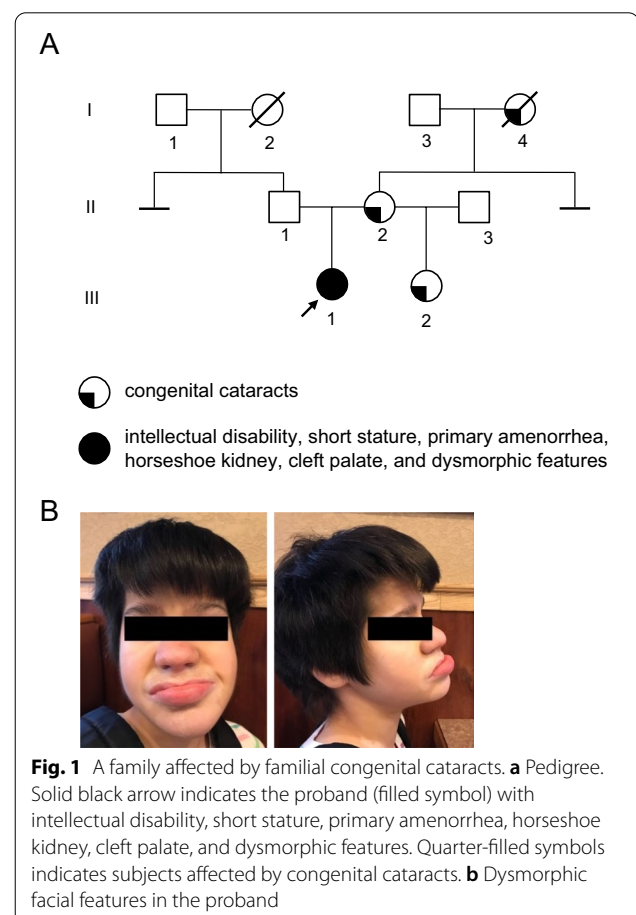 A
I
1
2
3
4
II
1
2
3
III
1
2
congenital cataracts
intellectual disability, short stature, primary amenorrhea,
horseshoe kidney, cleft palate, and dysmorphic features
B
Fig. 1 A family affected by familial congenital cataracts. a Pedigree.
Solid black arrow indicates the proband (filled symbol) with
intellectual disability, short stature, primary amenorrhea, horseshoe
kidney, cleft palate, and dysmorphic features. Quarter-filled symbols
indicates subjects affected by congenital cataracts. b Dysmorphic
facial features in the proband